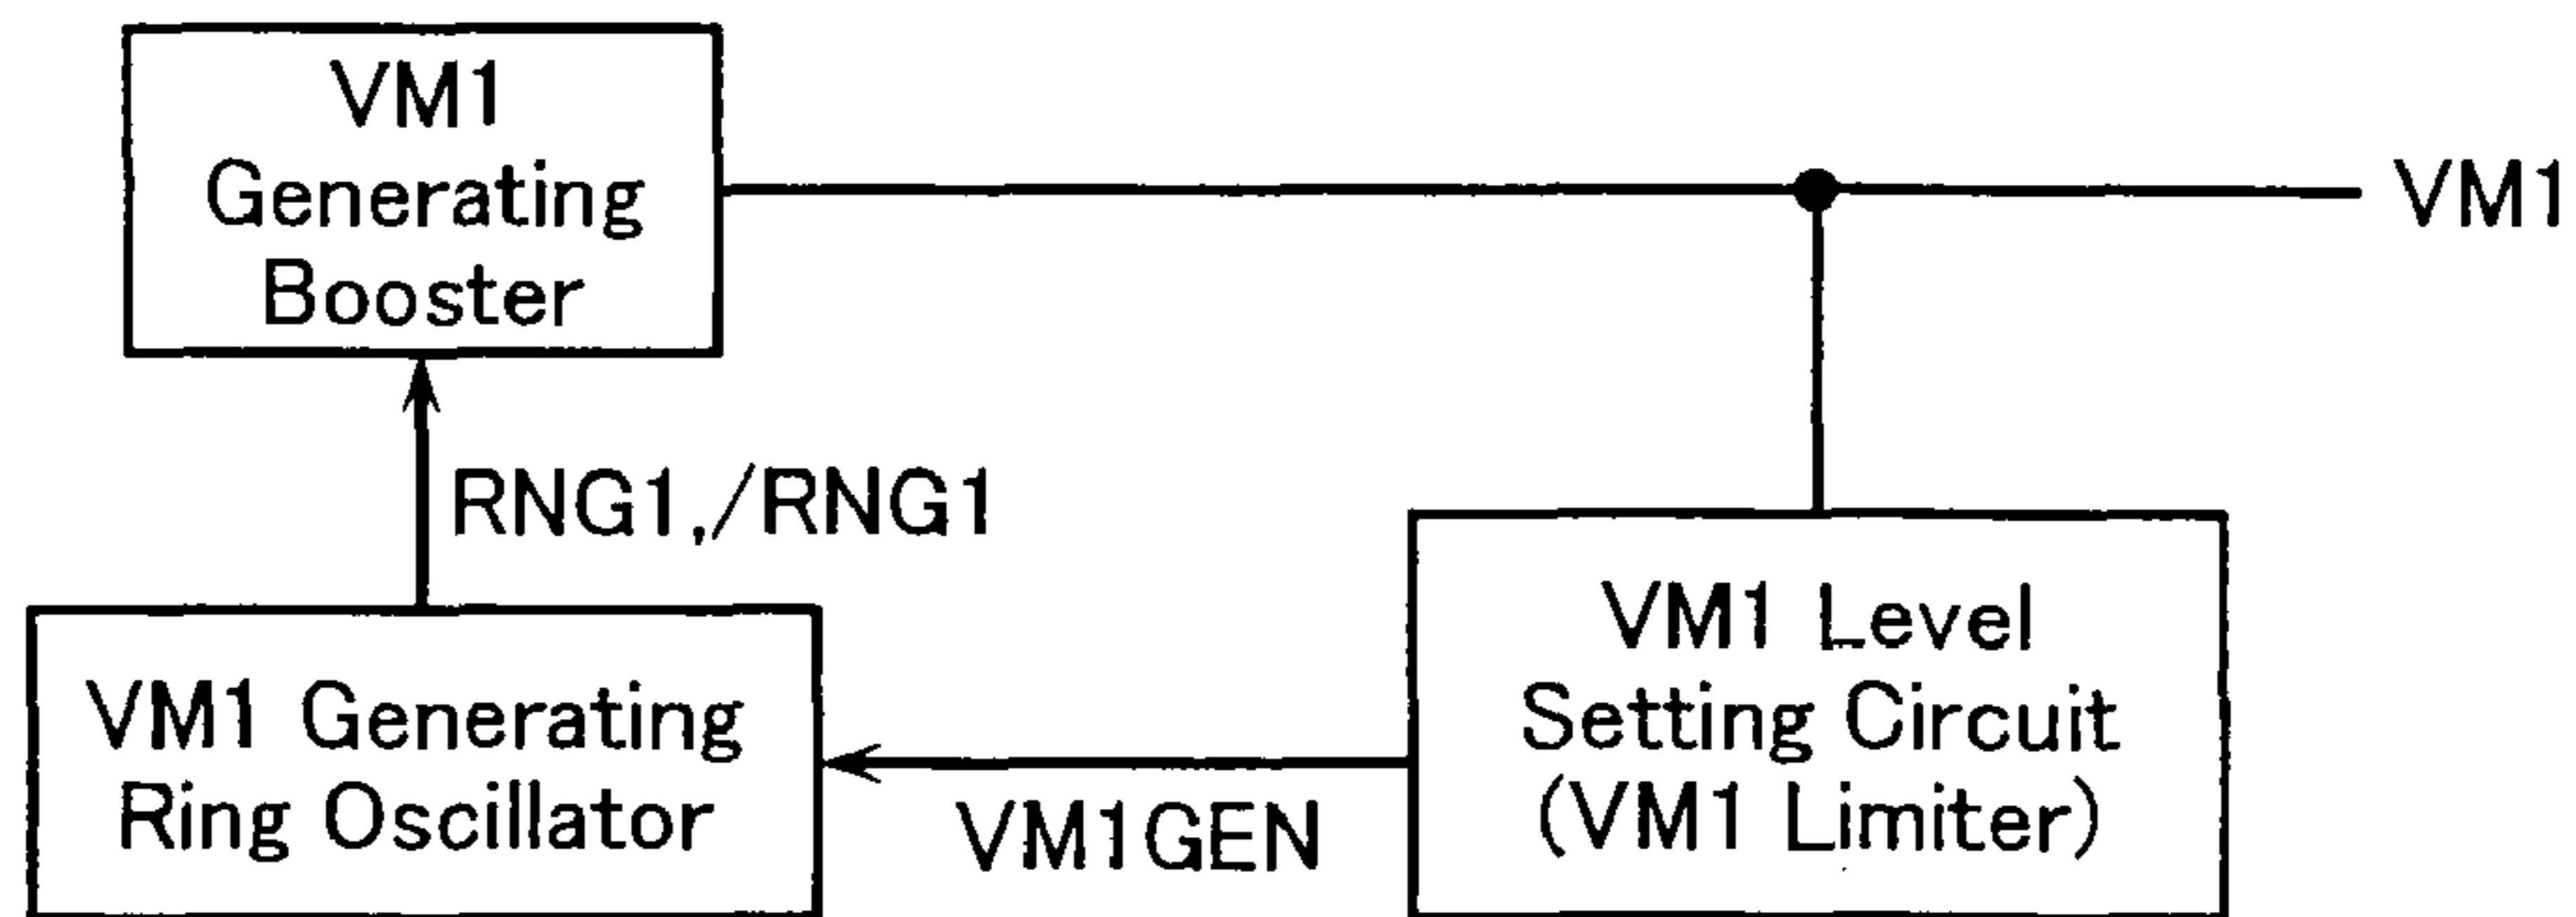 VM1
Generating
Booster
VM1
RNG1,/RNG1
VM1 Generating
Ring Oscillator
VM1GEN
VM1 Level
Setting Circuit
(VM1 Limiter)